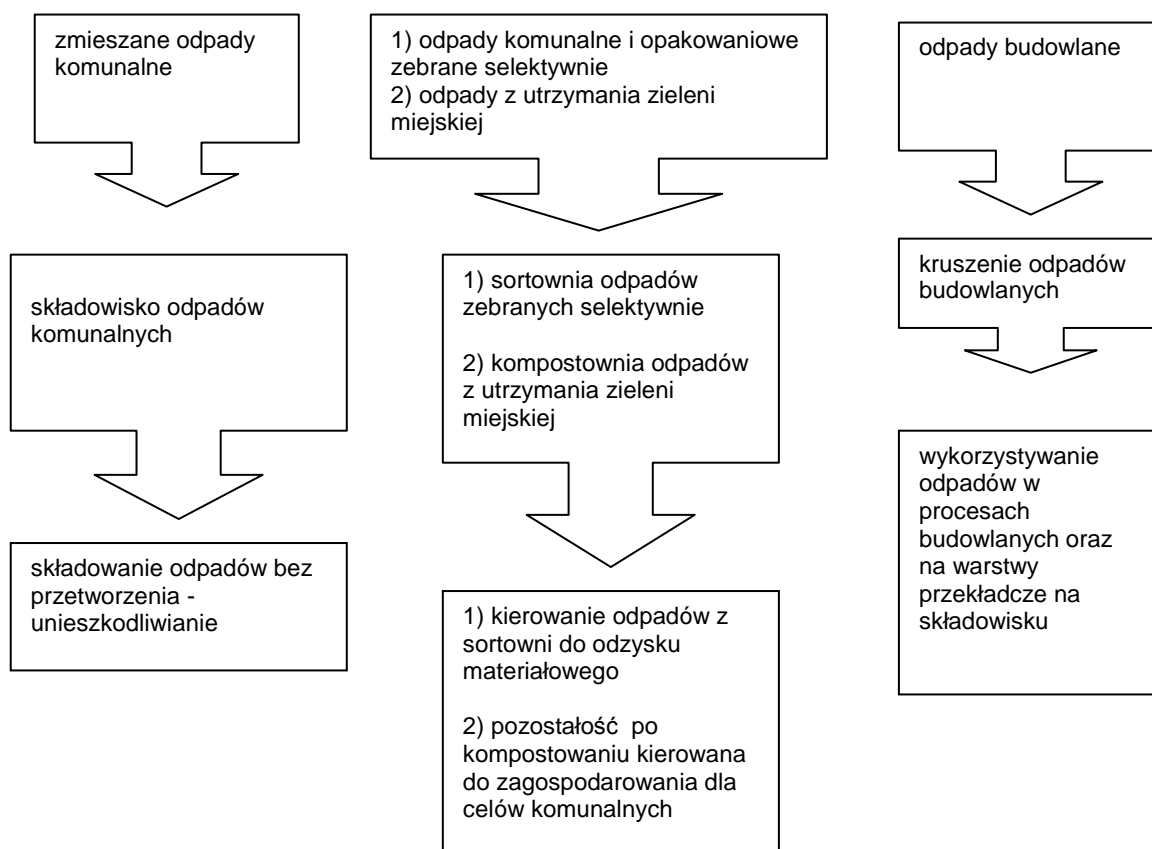 zmieszane odpady
komunalne
1) odpady komunalne i opakowaniowe
zebrane selektywnie
2) odpady z utrzymania zieleni
miejskiej
odpady budowlane
składowisko odpadów
komunalnych
1) sortownia odpadów
zebranych selektywnie
2) kompostownia odpadów
z utrzymania zieleni
miejskiej
kruszenie odpadów
budowlanych
składowanie odpadów bez
przetworzenia -
unieszkodliwianie
1) kierowanie odpadów z
sortowni do odzysku
materiałowego
2) pozostałość po
kompostowaniu kierowana
do zagospodarowania dla
celów komunalnych
wykorzystywanie
odpadów w
procesach
budowlanych oraz
na warstwy
przekładcze na
składowisku